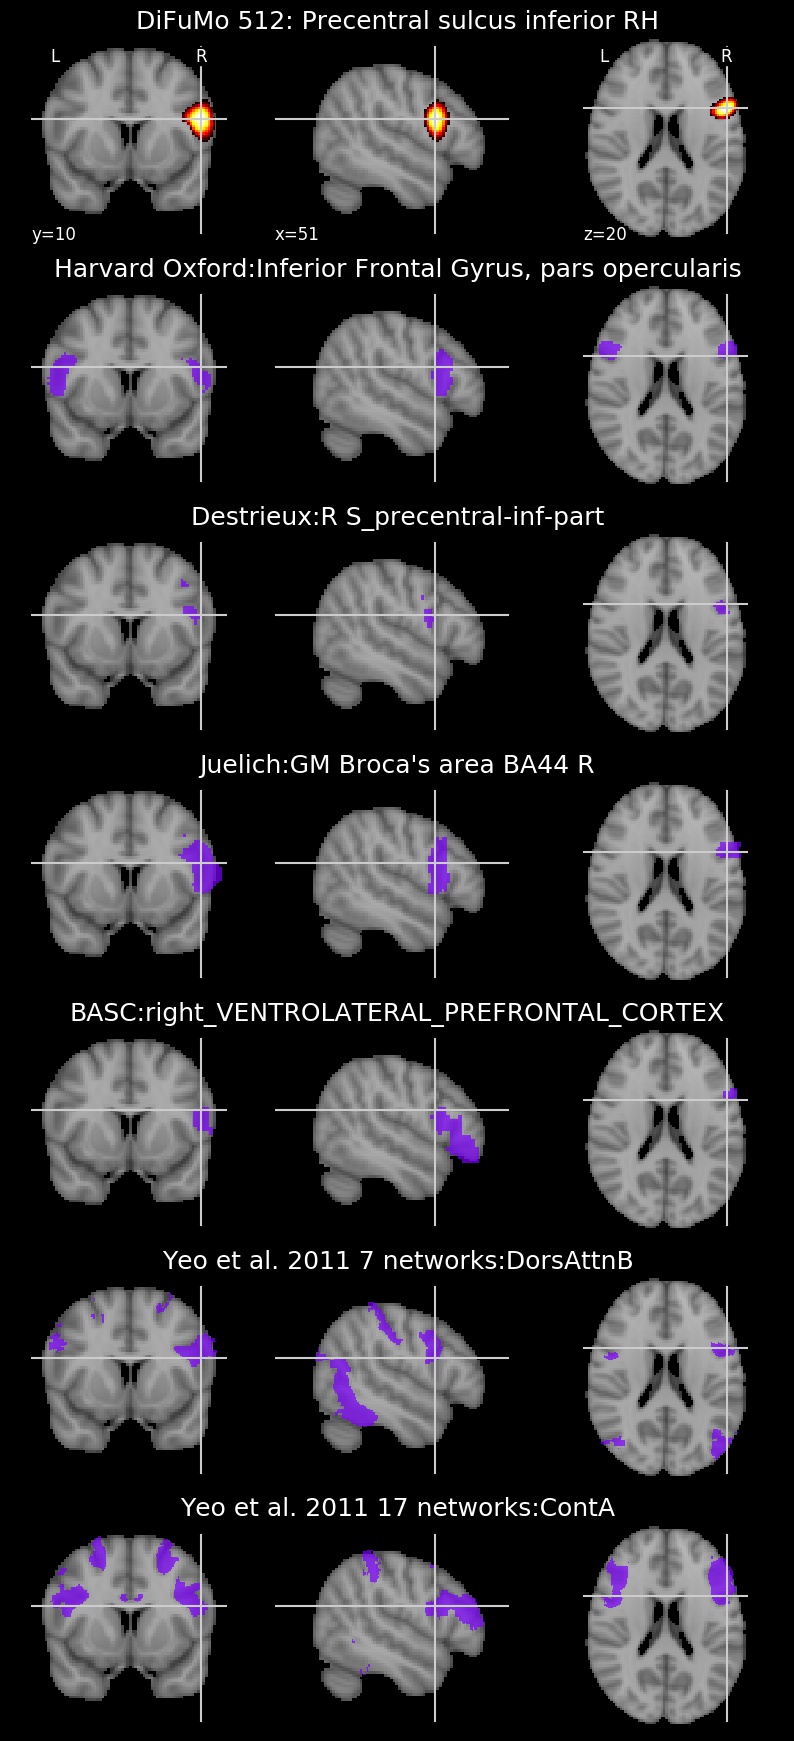 DiFuMo 512: Precentral sulcus inferior RH
L R L R
y=10 x=51 z=20
Harvard Oxford:Inferior Frontal Gyrus, pars opercularis
Destrieux:R S_precentral-inf-part
Juelich:GM Broca's area BA44 R
BASC:right_VENTROLATERAL_PREFRONTAL_CORTEX
Yeo et al. 2011 7 networks:DorsAttnB
Yeo et al. 2011 17 networks:ContA